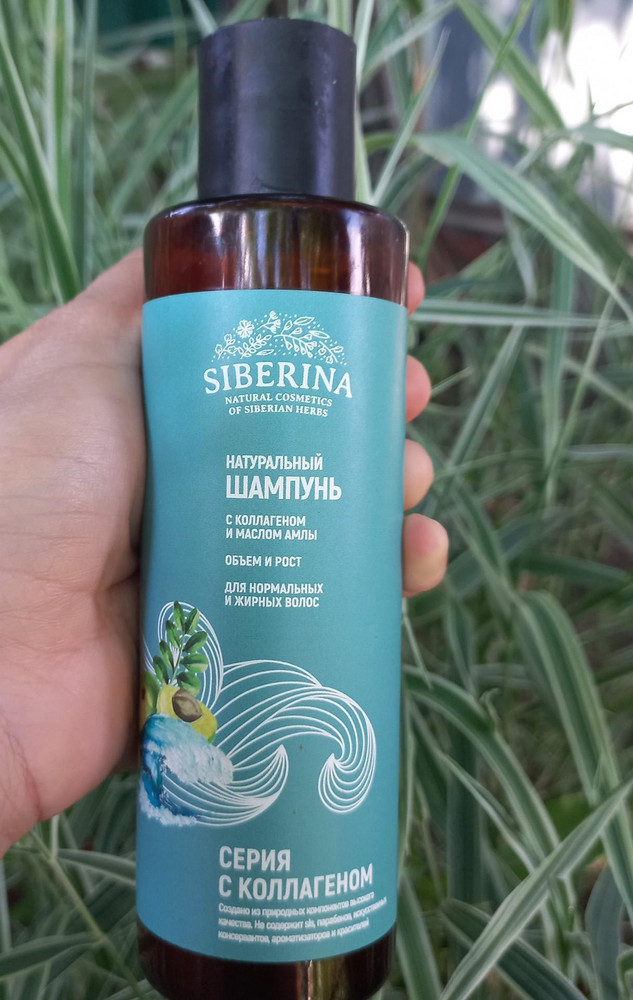 SIBERINA
NATURAL COSMETICS
OF SIBERIAN HERBS
НАТУРАЛЬНЫЙ
ШАМПУНЬ
С КОЛЛАГЕНОМ
И МАСЛОМ АМЛЫ
ОБЪЕМ И РОСТ
ДЛЯ НОРМАЛЬНЫХ
И ЖИРНЫХ ВОЛОС
СЕРИЯ
С КОЛЛАГЕНОМ
Создано из природных компонентов высокого
качества. Не содержит sls, парабенов, искусственных
консервантов, ароматизаторов и красителей